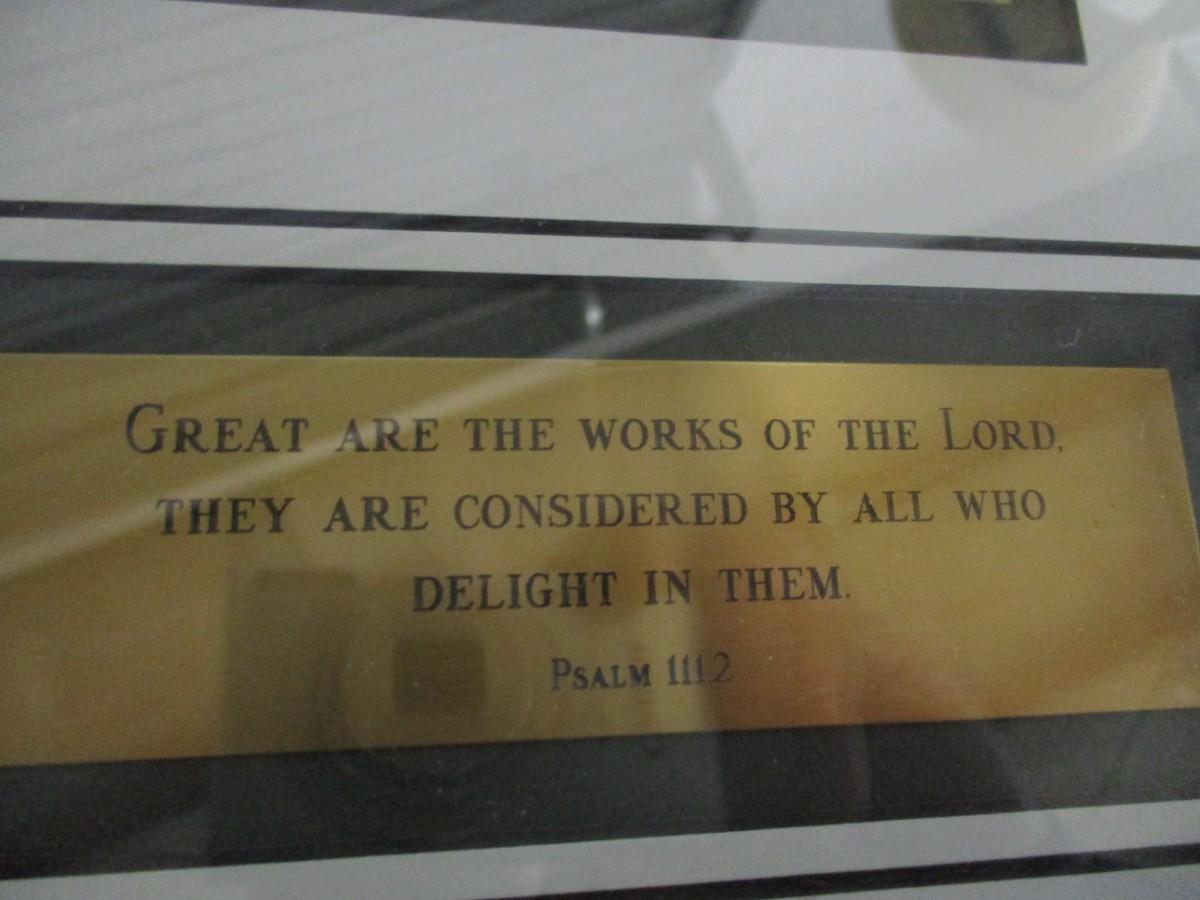 GREAT ARE THE WORKS OF THE LORD,
THEY ARE CONSIDERED BY ALL WHO
DELIGHT IN THEM.
PSALM 111.2